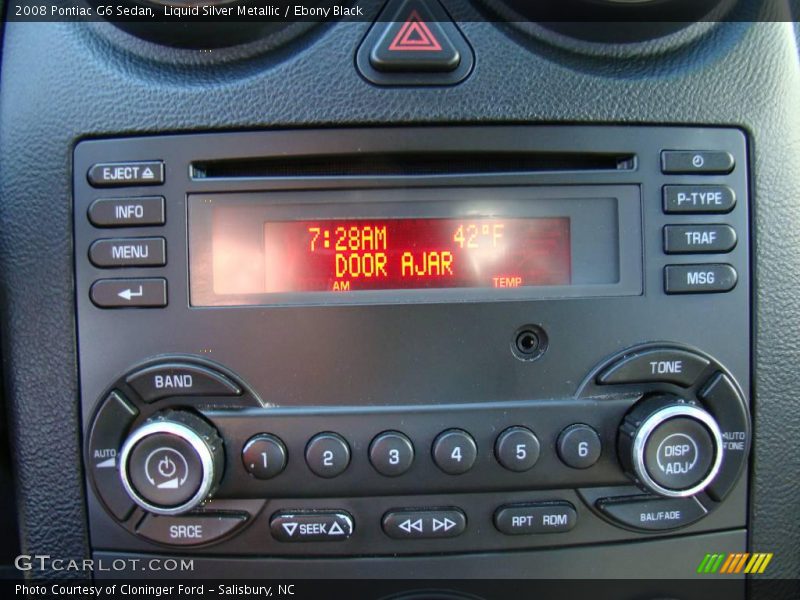 2008 Pontiac G6 Sedan,  Liquid Silver Metallic / Ebony Black
EJECT
INFO
MENU
P-TYPE
TRAF
MSG
7:28AM 42°F
DOOR AJAR
AM TEMP
BAND
TONE
AUTO
AUTO TONE
1 2 3 4 5 6
DISP
ADJ
SRCE
SEEK
RPT RDM
BAL/FADE
GTCARLOT.COM
Photo Courtesy of Cloninger Ford - Salisbury, NC